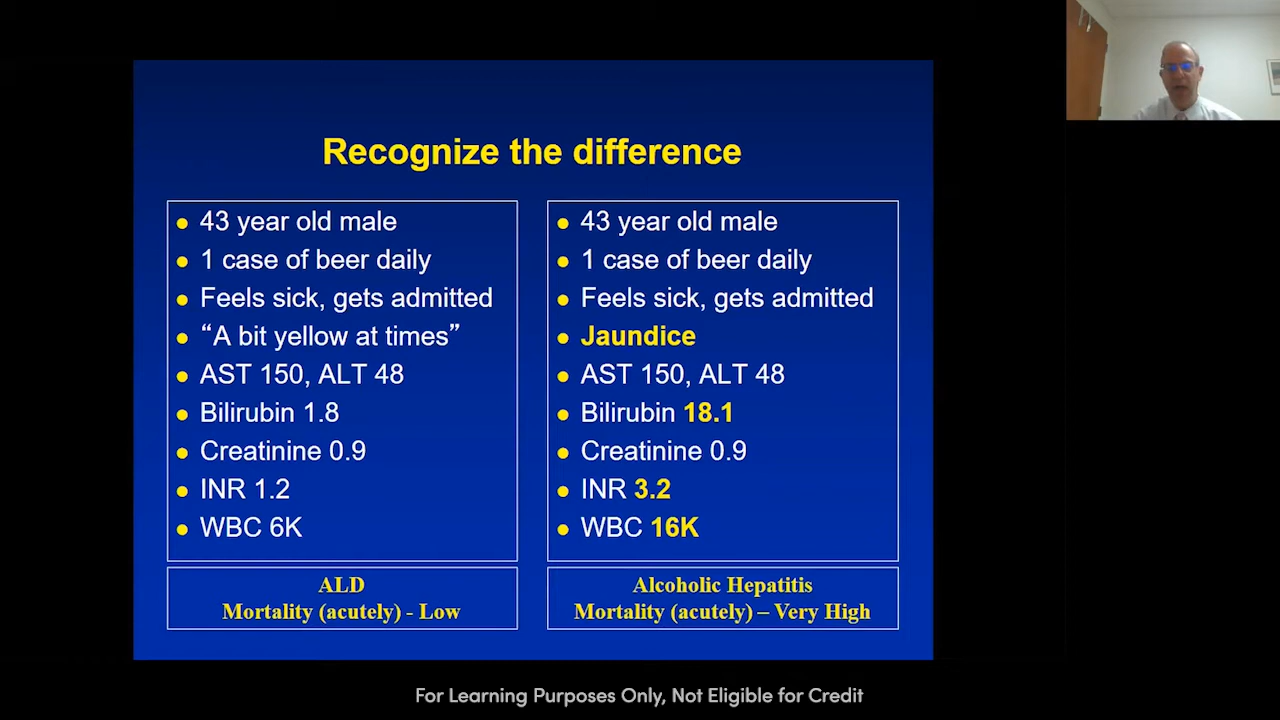 Recognize the difference
• 43 year old male
• 1 case of beer daily
• Feels sick, gets admitted
• “A bit yellow at times”
• AST 150, ALT 48
• Bilirubin 1.8
• Creatinine 0.9
• INR 1.2
• WBC 6K
ALD
Mortality (acutely) - Low
• 43 year old male
• 1 case of beer daily
• Feels sick, gets admitted
• Jaundice
• AST 150, ALT 48
• Bilirubin 18.1
• Creatinine 0.9
• INR 3.2
• WBC 16K
Alcoholic Hepatitis
Mortality (acutely) – Very High
For Learning Purposes Only, Not Eligible for Credit